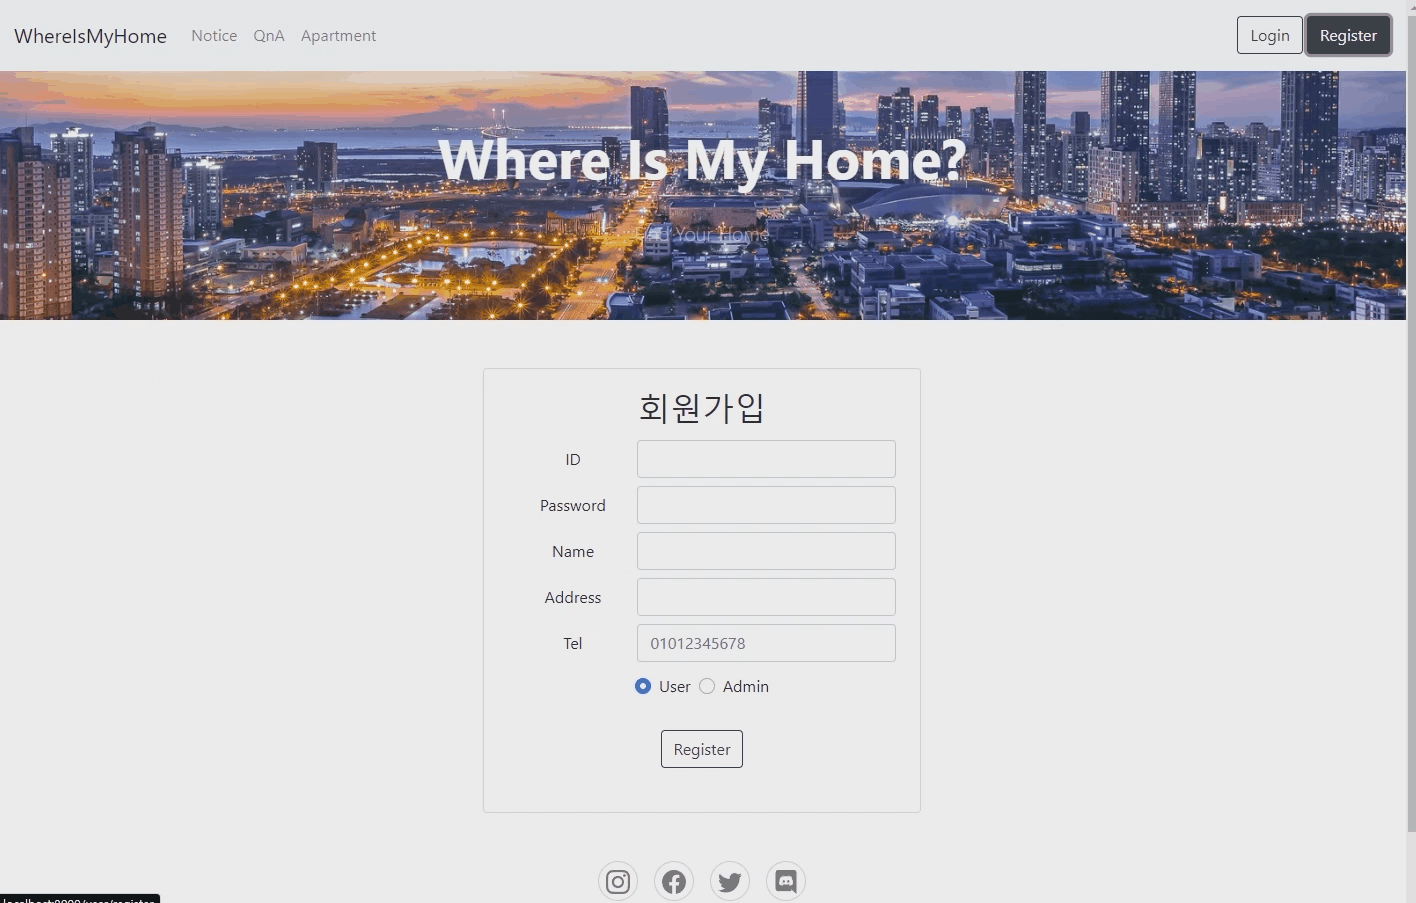 WhereIsMyHome Notice QnA Apartment Login Register
Where Is My Home?
Find Your Home
회원가입
ID
Password
Name
Address
Tel 01012345678
User Admin
Register